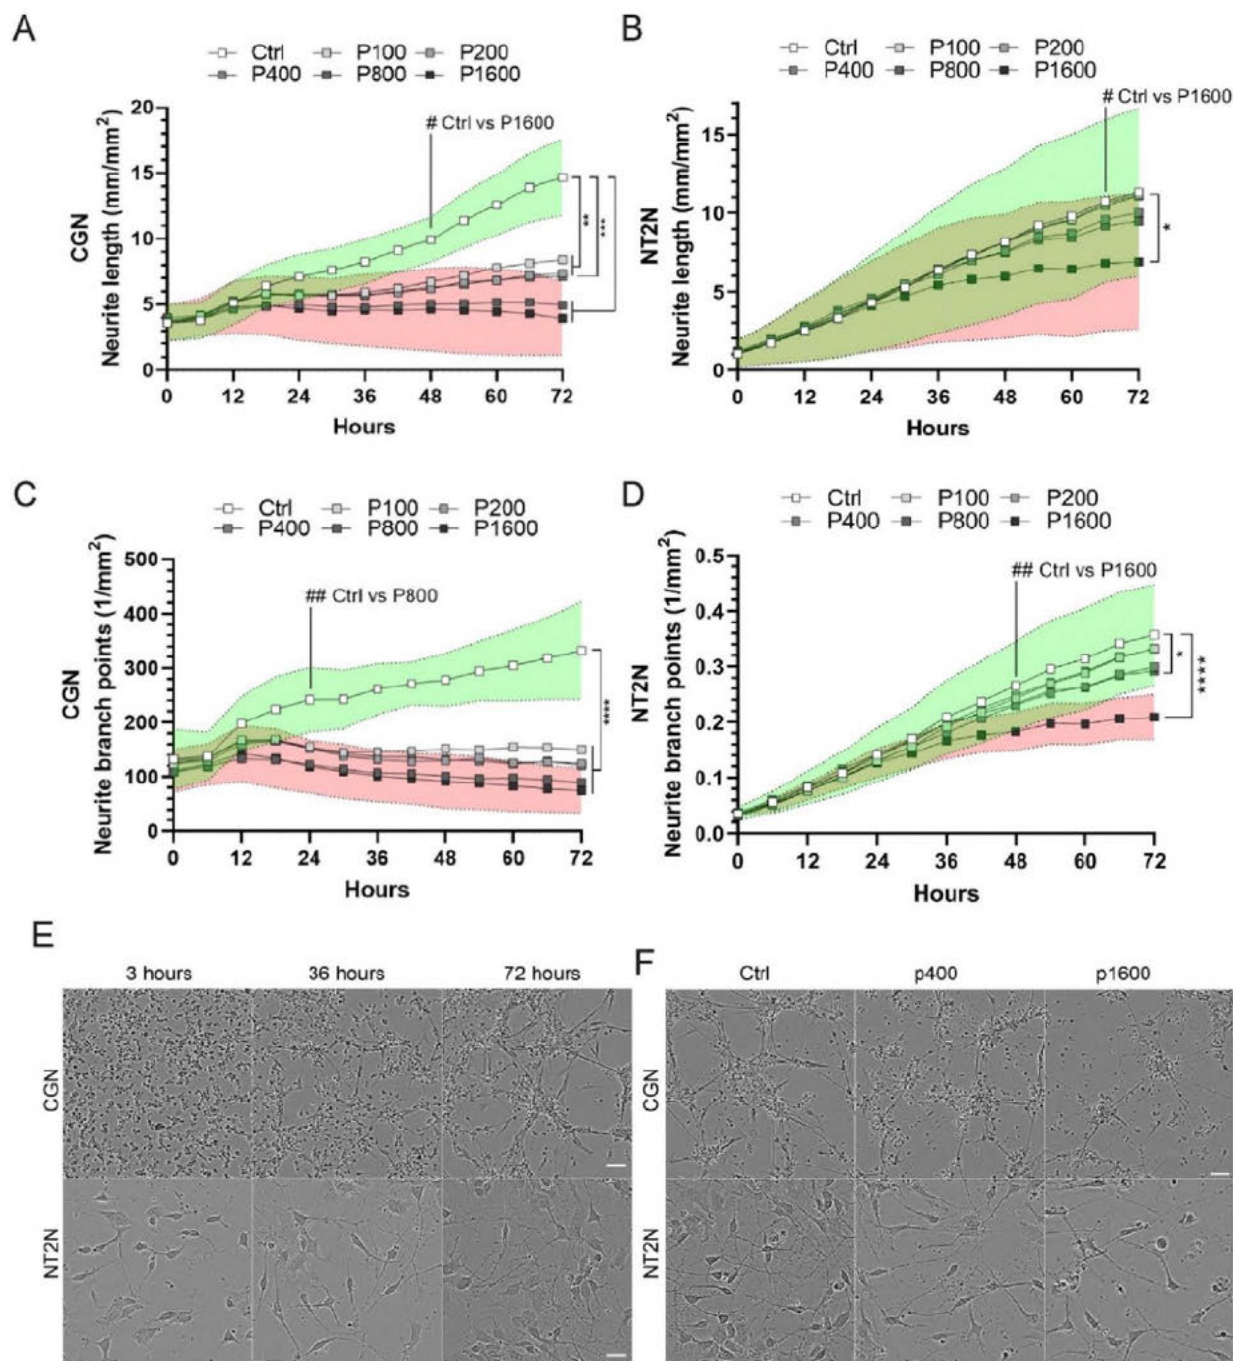 A
Ctrl P100 P200
P400 P800 P1600
# Ctrl vs P1600
CGN
Neurite length (mm/mm²)
20
15
10
5
0
**
***
0 12 24 36 48 60 72
Hours
B
Ctrl P100 P200
P400 P800 P1600
# Ctrl vs P1600
NT2N
Neurite length (mm/mm²)
15
10
5
0
*
0 12 24 36 48 60 72
Hours
C
Ctrl P100 P200
P400 P800 P1600
## Ctrl vs P800
CGN
Neurite branch points (1/mm²)
500
400
300
200
100
0
****
0 12 24 36 48 60 72
Hours
D
Ctrl P100 P200
P400 P800 P1600
## Ctrl vs P1600
NT2N
Neurite branch points (1/mm²)
0.5
0.4
0.3
0.2
0.1
0.0
*
****
0 12 24 36 48 60 72
Hours
E
3 hours 36 hours 72 hours
CGN
NT2N
F
Ctrl p400 p1600
CGN
NT2N